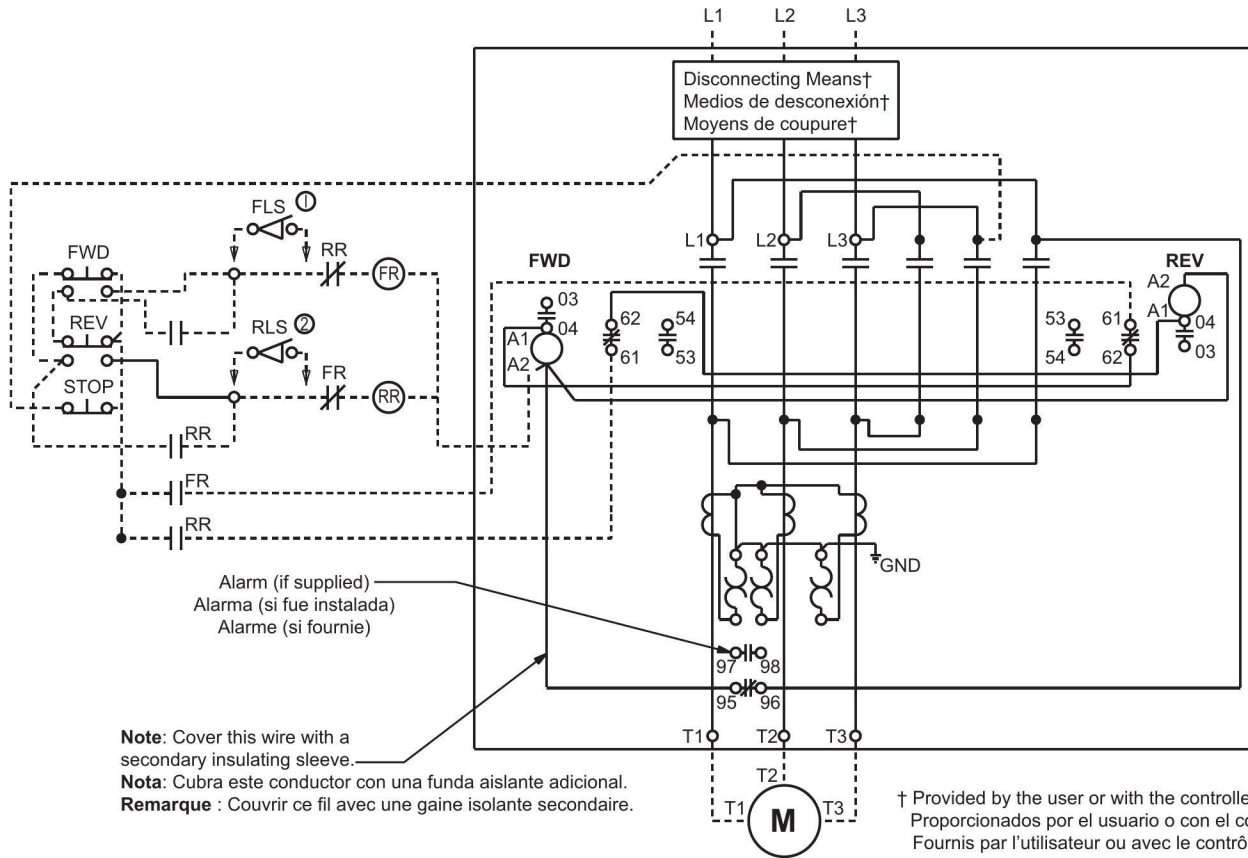 L1 L2 L3
Disconnecting Means†
Medios de desconexión†
Moyens de coupure†
FLS ①
FWD
RR
FR
REV
RLS ②
FR
RR
STOP
RR
FR
RR
L1 L2 L3
FWD
03
04
A1
A2
62
61
54
53
REV
A2
A1
04
03
53
54
61
62
GND
Alarm (if supplied)
Alarma (si fue instalada)
Alarme (si fournie)
97 98
95 96
Note: Cover this wire with a
secondary insulating sleeve.
Nota: Cubra este conductor con una funda aislante adicional.
Remarque : Couvrir ce fil avec une gaine isolante secondaire.
T1 T2 T3
T2
T1 M T3
† Provided by the user or with the controlle
Proporcionados por el usuario o con el co
Fournis par l'utilisateur ou avec le contrô